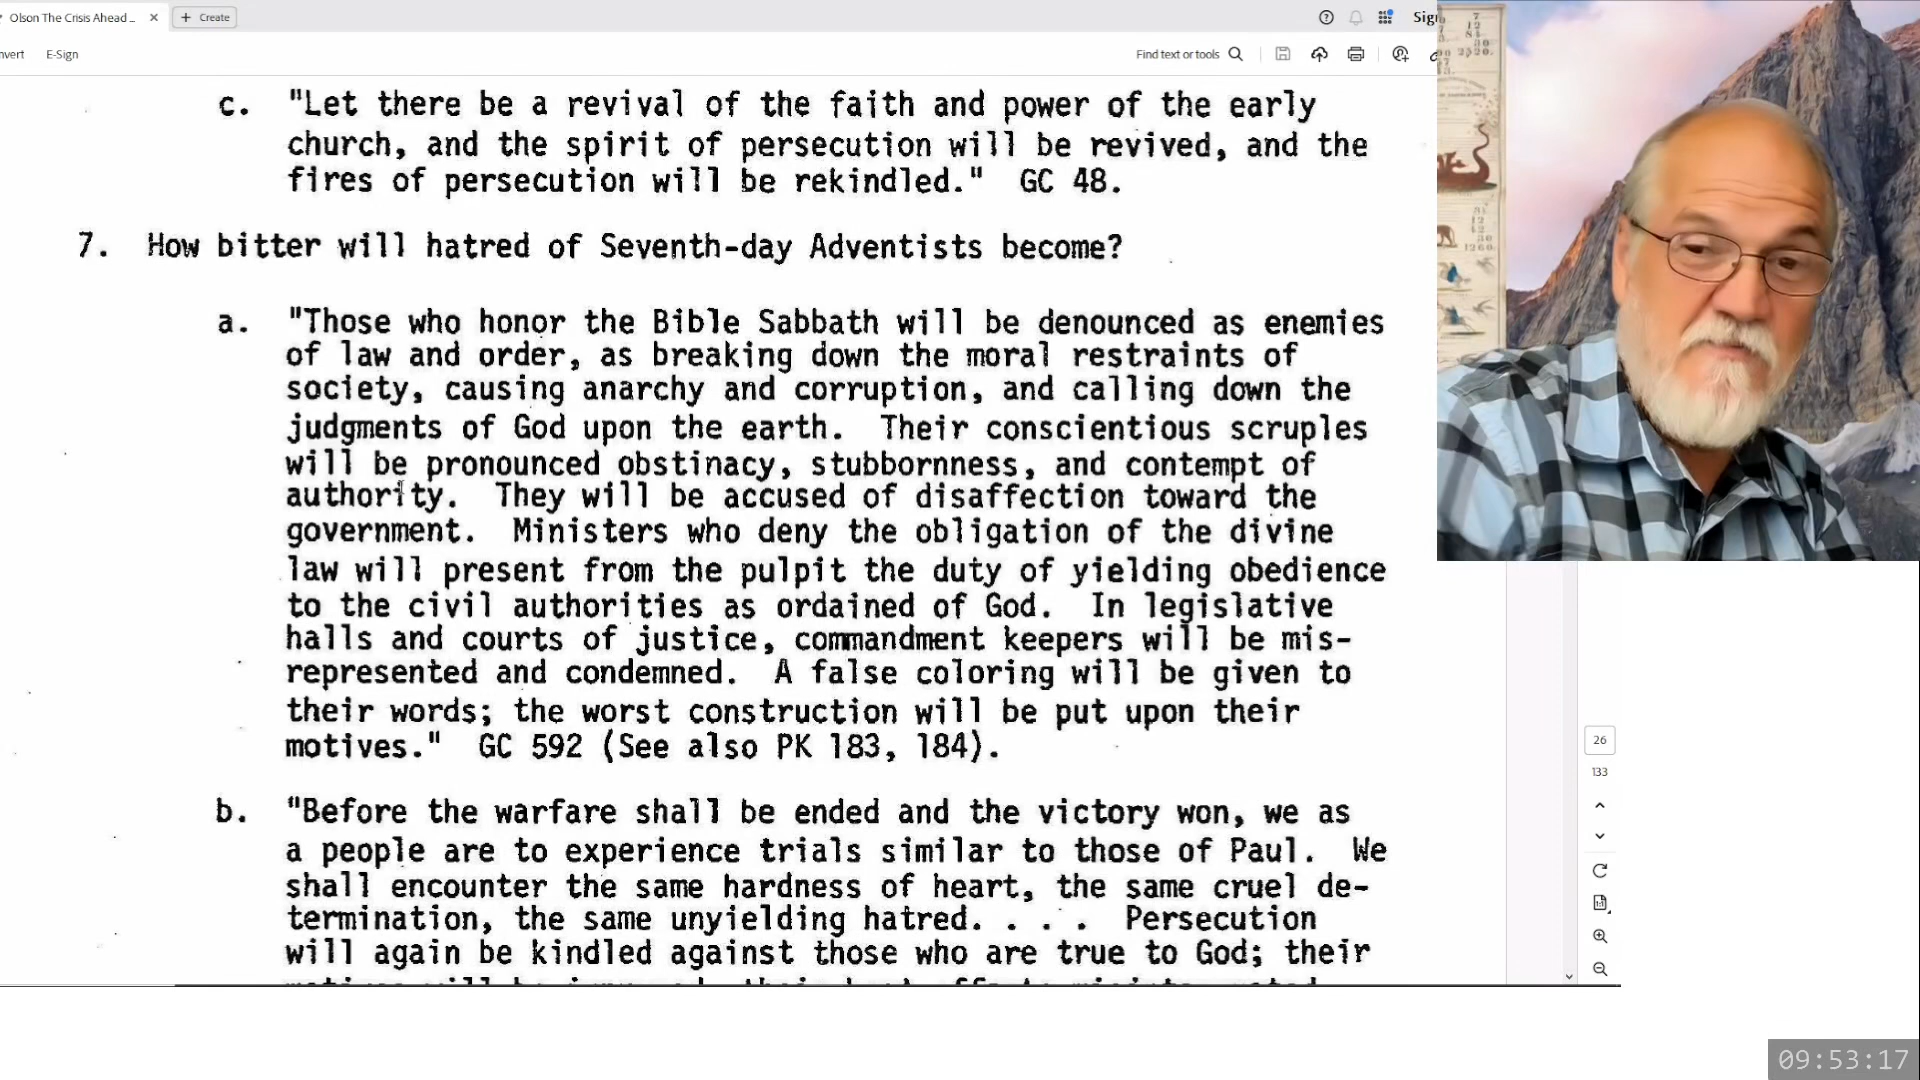 Olson The Crisis Ahead ...
Create
Sig
nvert
E-Sign
Find text or tools
c. "Let there be a revival of the faith and power of the early
church, and the spirit of persecution will be revived, and the
fires of persecution will be rekindled." GC 48.
7. How bitter will hatred of Seventh-day Adventists become?
a. "Those who honor the Bible Sabbath will be denounced as enemies
of law and order, as breaking down the moral restraints of
society, causing anarchy and corruption, and calling down the
judgments of God upon the earth. Their conscientious scruples
will be pronounced obstinacy, stubbornness, and contempt of
authority. They will be accused of disaffection toward the
government. Ministers who deny the obligation of the divine
law will present from the pulpit the duty of yielding obedience
to the civil authorities as ordained of God. In legislative
halls and courts of justice, commandment keepers will be mis-
represented and condemned. A false coloring will be given to
their words; the worst construction will be put upon their
motives." GC 592 (See also PK 183, 184).
b. "Before the warfare shall be ended and the victory won, we as
a people are to experience trials similar to those of Paul. We
shall encounter the same hardness of heart, the same cruel de-
termination, the same unyielding hatred. . . . Persecution
will again be kindled against those who are true to God; their
26
133
09:53:17